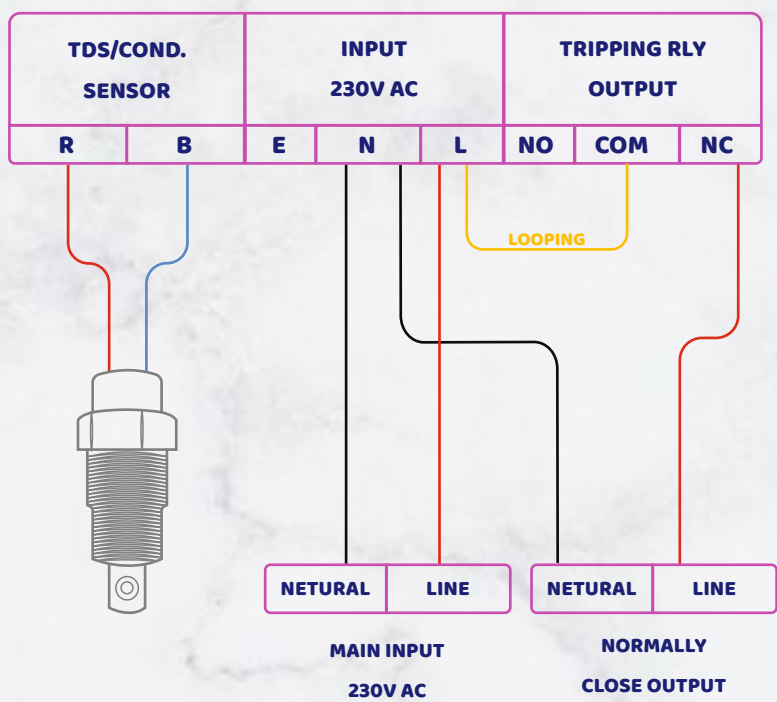 TDS/COND.
SENSOR
INPUT
230V AC
TRIPPING RLY
OUTPUT
R B E N L NO COM NC
LOOPING
NETURAL LINE NETURAL LINE
MAIN INPUT
230V AC
NORMALLY
CLOSE OUTPUT